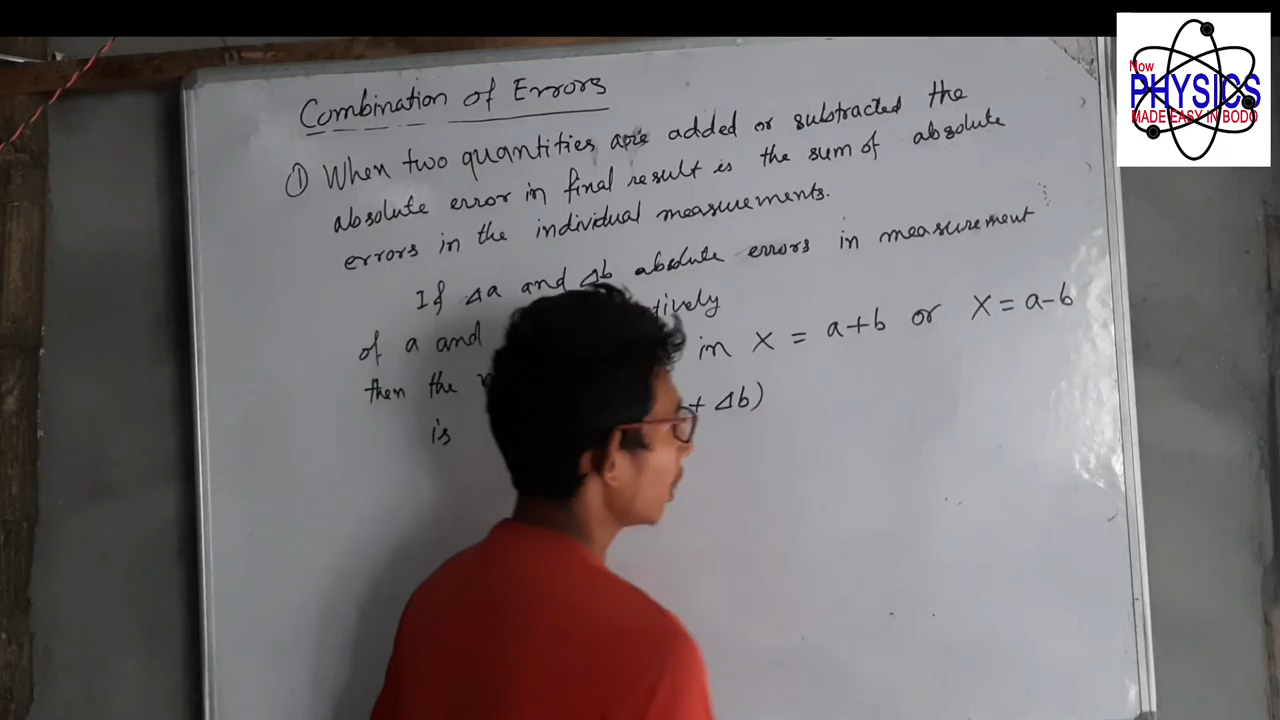 Combination of Errors
① When two quantities are added or subtracted the
absolute error in final result is the sum of absolute
errors in the individual measurements.
If Δa and Δb absolute errors in measurement
of a and tively
then the in X = a+b or X = a-b
is + Δb)
Now
PHYSICS
MADE EASY IN BODO